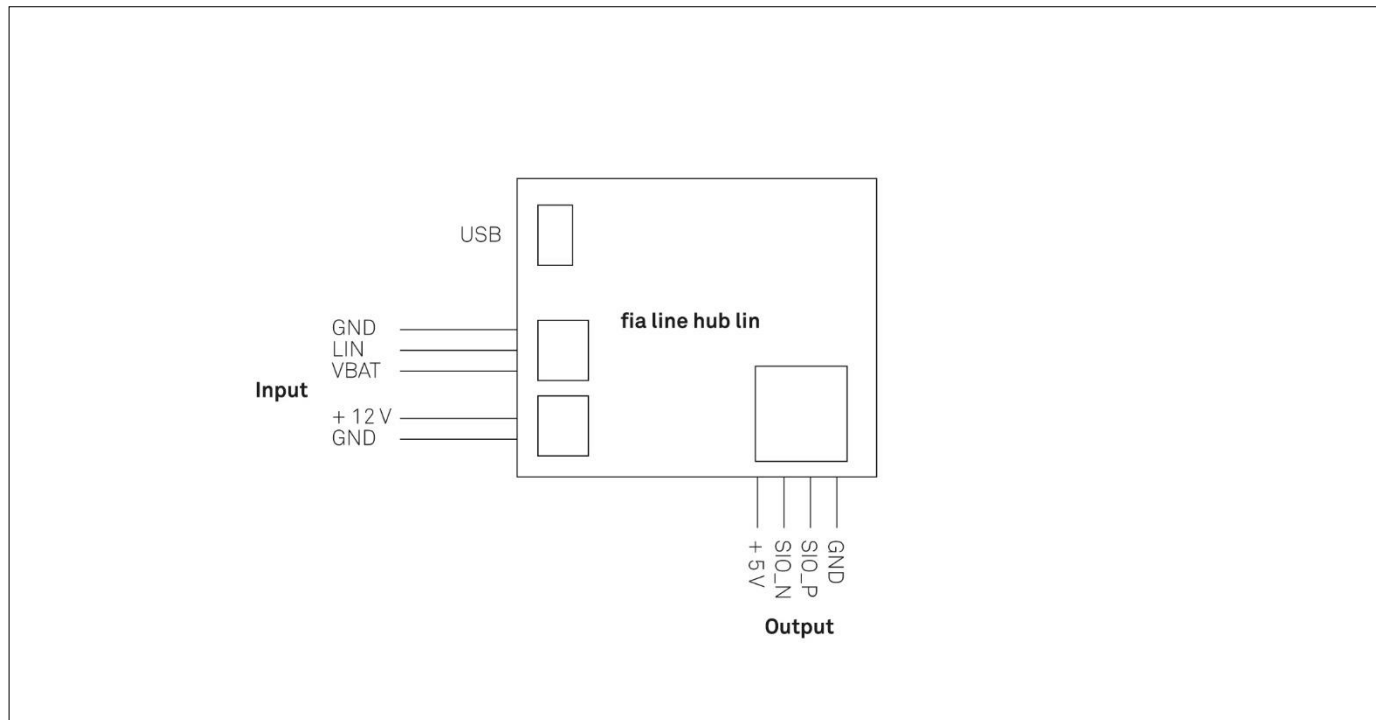 USB
fia line hub lin
GND
LIN
VBAT
Input
+ 12 V
GND
+ 5 V
SIO_N
SIO_P
GND
Output